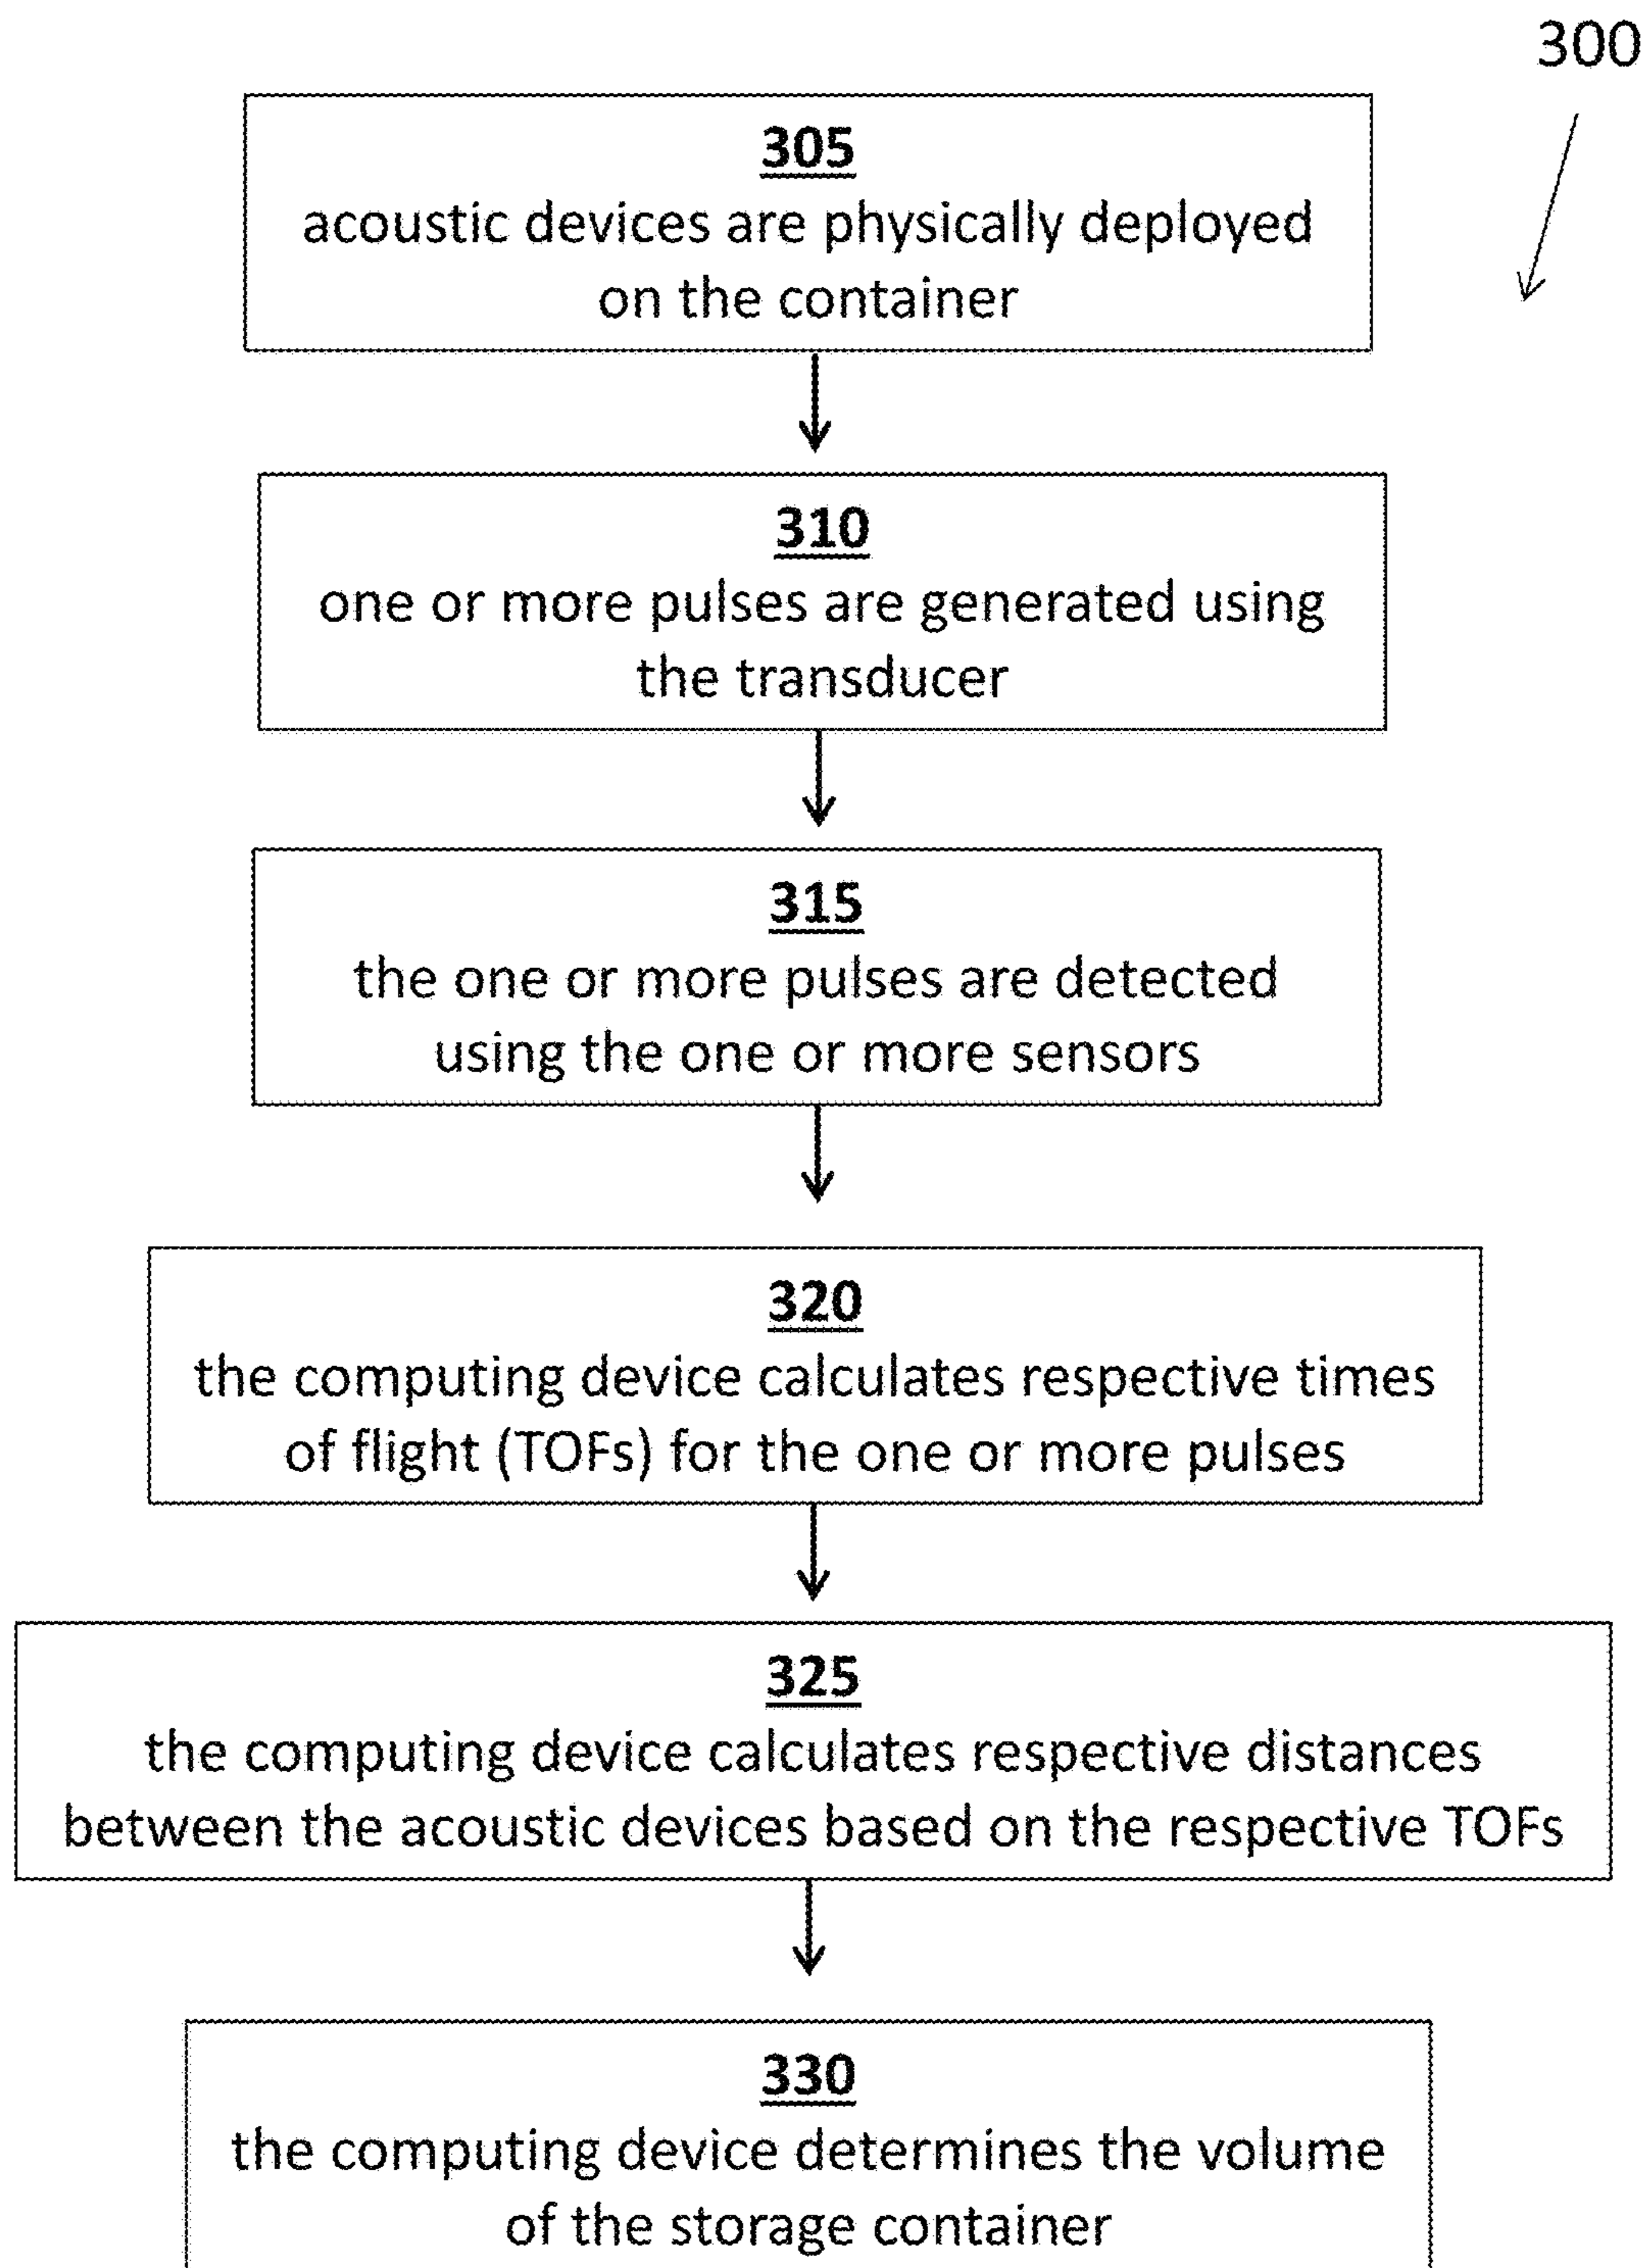 300
305
acoustic devices are physically deployed
on the container
310
one or more pulses are generated using
the transducer
315
the one or more pulses are detected
using the one or more sensors
320
the computing device calculates respective times
of flight (TOFs) for the one or more pulses
325
the computing device calculates respective distances
between the acoustic devices based on the respective TOFs
330
the computing device determines the volume
of the storage container